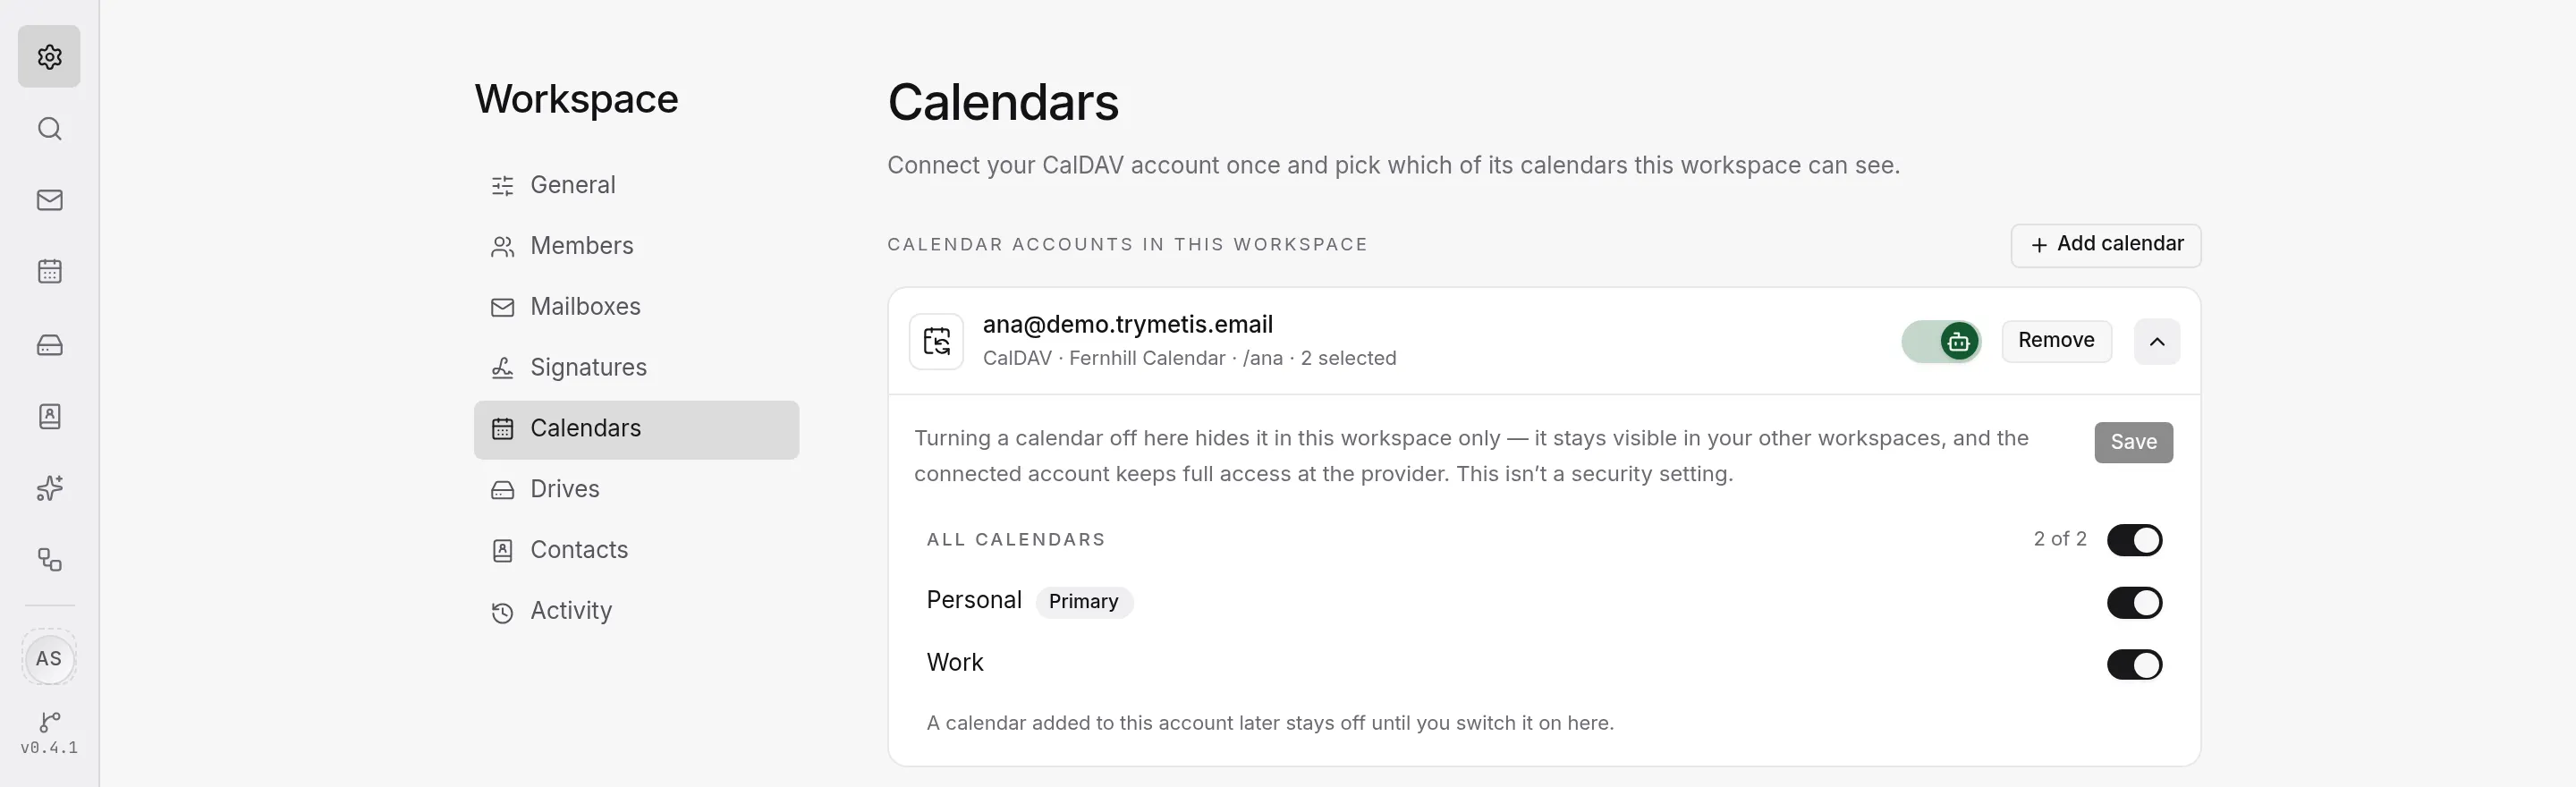 Workspace
General
Members
Mailboxes
Signatures
Calendars
Drives
Contacts
Activity
AS
v0.4.1
Calendars
Connect your CalDAV account once and pick which of its calendars this workspace can see.
CALENDAR ACCOUNTS IN THIS WORKSPACE
Add calendar
ana@demo.trymetis.email
CalDAV · Fernhill Calendar · /ana · 2 selected
Remove
Turning a calendar off here hides it in this workspace only — it stays visible in your other workspaces, and the
connected account keeps full access at the provider. This isn’t a security setting.
Save
ALL CALENDARS
2 of 2
Personal Primary
Work
A calendar added to this account later stays off until you switch it on here.